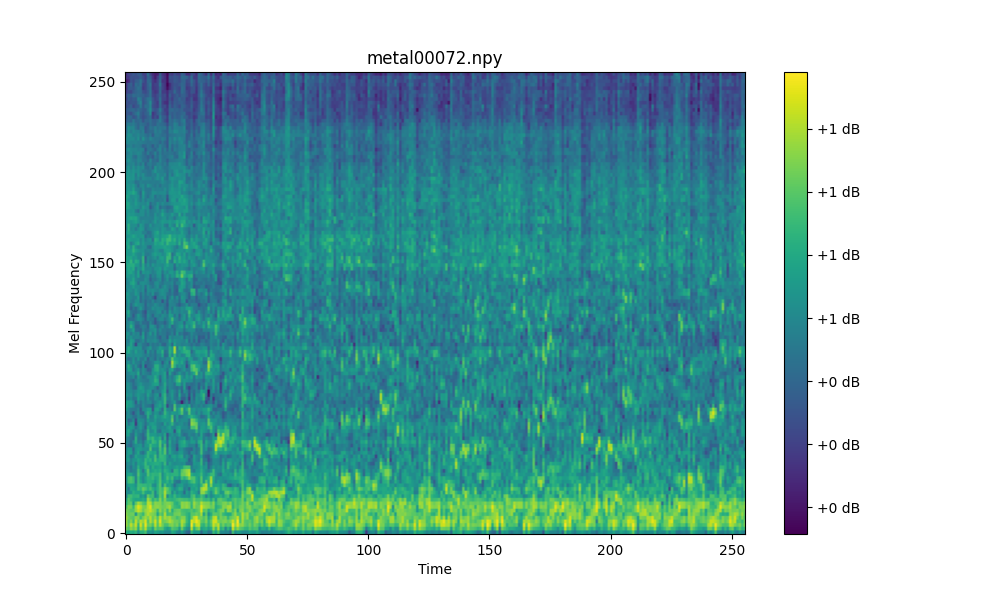 metal00072.npy
Mel Frequency
250
200
150
100
50
0
0 50 100 150 200 250
Time
+1 dB
+1 dB
+1 dB
+1 dB
+0 dB
+0 dB
+0 dB